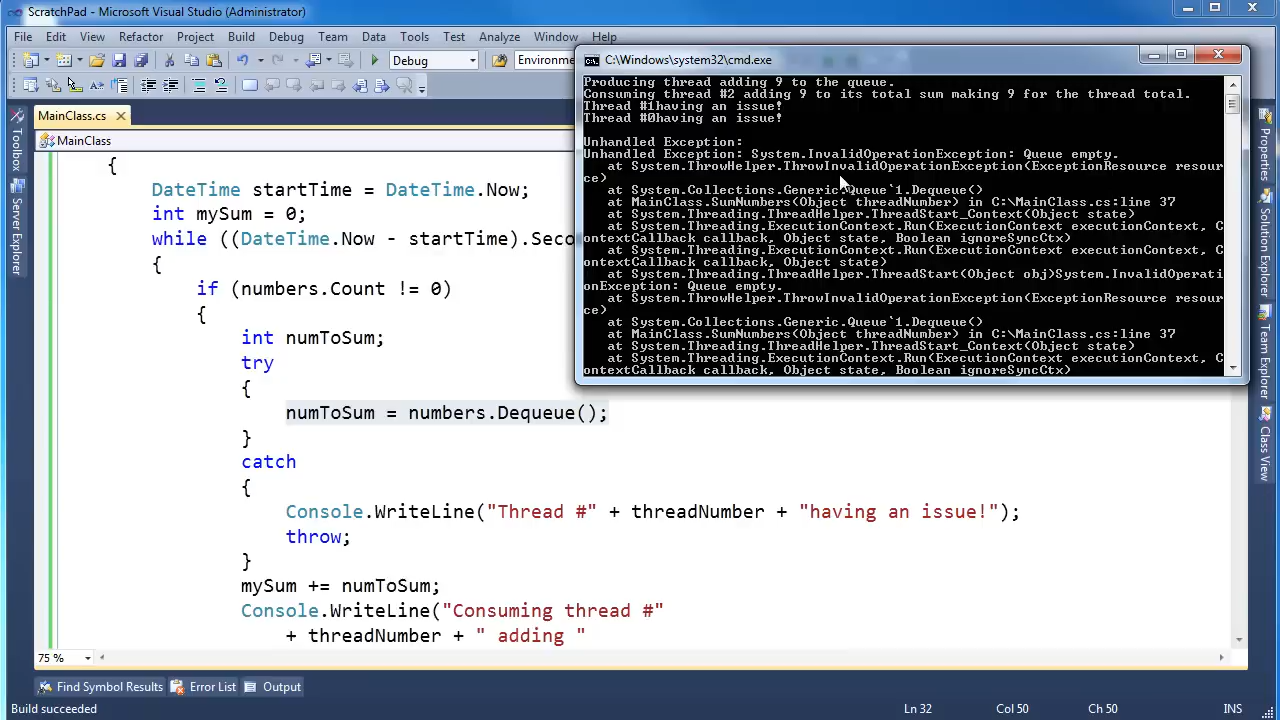 ScratchPad - Microsoft Visual Studio (Administrator)
File Edit View Refactor Project Build Debug Team Data Tools Test Analyze Window
Debug
Environme
MainClass.cs
MainClass
Toolbox
Server Explorer
{
DateTime startTime = DateTime.Now;
int mySum = 0;
while ((DateTime.Now - startTime).Seco
{
if (numbers.Count != 0)
{
int numToSum;
try
{
numToSum = numbers.Dequeue();
}
catch
{
Console.WriteLine("Thread #" + threadNumber + "having an issue!");
throw;
}
mySum += numToSum;
Console.WriteLine("Consuming thread #"
+ threadNumber + " adding "
C:\Windows\system32\cmd.exe
Producing thread adding 9 to the queue.
Consuming thread #2 adding 9 to its total sum making 9 for the thread total.
Thread #1having an issue!
Thread #0having an issue!
Unhandled Exception:
Unhandled Exception: System.InvalidOperationException: Queue empty.
at System.ThrowHelper.ThrowInvalidOperationException(ExceptionResource resour
ce)
at System.Collections.Generic.Queue`1.Dequeue()
at MainClass.SumNumbers(Object threadNumber) in C:\MainClass.cs:line 37
at System.Threading.ThreadHelper.ThreadStart_Context(Object state)
at System.Threading.ExecutionContext.Run(ExecutionContext executionContext, C
ontextCallback callback, Object state, Boolean ignoreSyncCtx)
at System.Threading.ExecutionContext.Run(ExecutionContext executionContext, C
ontextCallback callback, Object state)
at System.Threading.ThreadHelper.ThreadStart(Object obj)System.InvalidOperati
onException: Queue empty.
at System.ThrowHelper.ThrowInvalidOperationException(ExceptionResource resour
ce)
at System.Collections.Generic.Queue`1.Dequeue()
at MainClass.SumNumbers(Object threadNumber) in C:\MainClass.cs:line 37
at System.Threading.ThreadHelper.ThreadStart_Context(Object state)
at System.Threading.ExecutionContext.Run(ExecutionContext executionContext, C
ontextCallback callback, Object state, Boolean ignoreSyncCtx)
Properties
Solution Explorer
Team Explorer
Class View
75 %
Find Symbol Results Error List Output
Build succeeded Ln 32 Col 50 Ch 50 INS